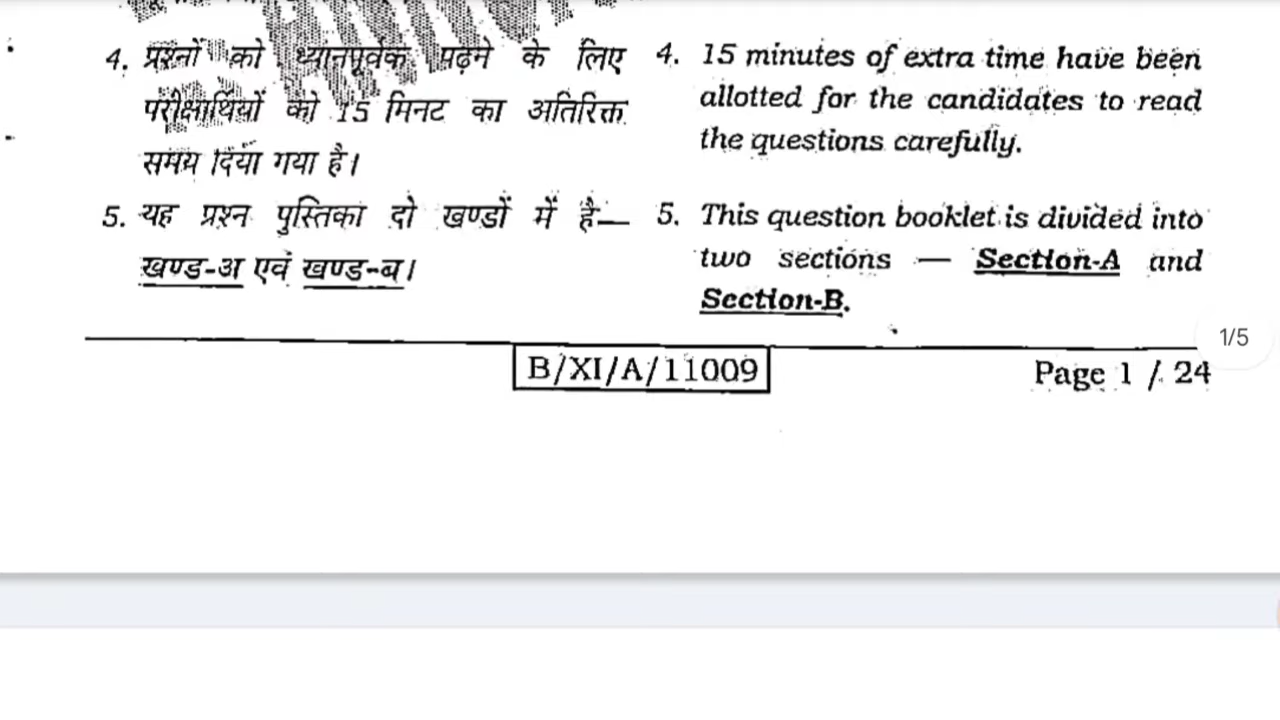 4. प्रश्नों को ध्यानपूर्वक पढ़ने के लिए
परीक्षार्थियों को 15 मिनट का अतिरिक्त
समय दिया गया है।
5. यह प्रश्न पुस्तिका दो खण्डों में है—
खण्ड-अ एवं खण्ड-ब।
4. 15 minutes of extra time have been
allotted for the candidates to read
the questions carefully.
5. This question booklet is divided into
two sections — Section-A and
Section-B.
1/5
B/XI/A/11009
Page 1 / 24